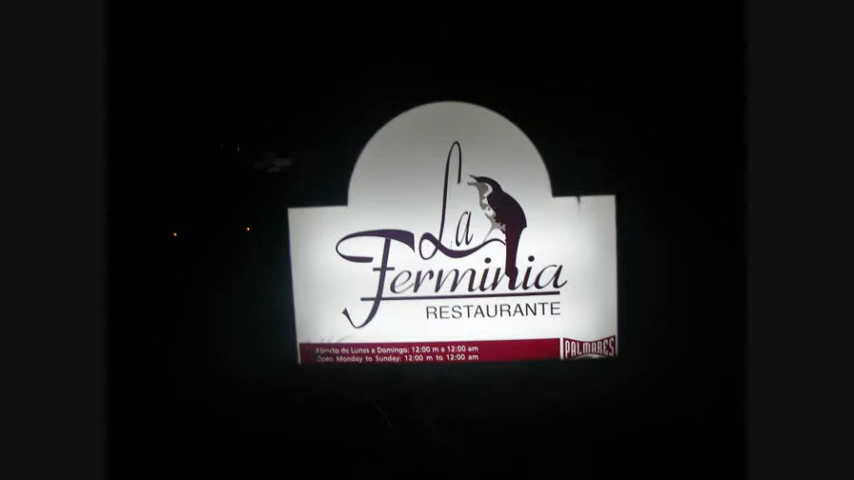 La
Ferminia
RESTAURANTE
Abierto de Lunes a Domingo: 12:00 m a 12:00 am
Open Monday to Sunday: 12:00 m to 12:00 am
PALMARES